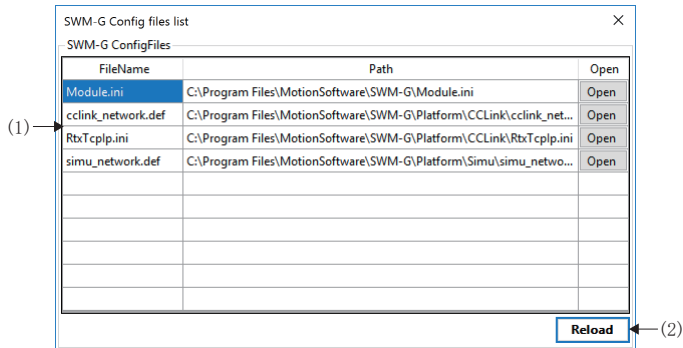 SWM-G Config files list
SWM-G ConfigFiles
FileName Path Open
Module.ini C:\Program Files\MotionSoftware\SWM-G\Module.ini Open
cclink_network.def C:\Program Files\MotionSoftware\SWM-G\Platform\CCLink\cclink_net... Open
(1)
RtxTcpIp.ini C:\Program Files\MotionSoftware\SWM-G\Platform\CCLink\RtxTcpIp.ini Open
simu_network.def C:\Program Files\MotionSoftware\SWM-G\Platform\Simu\simu_netwo... Open
Reload (2)